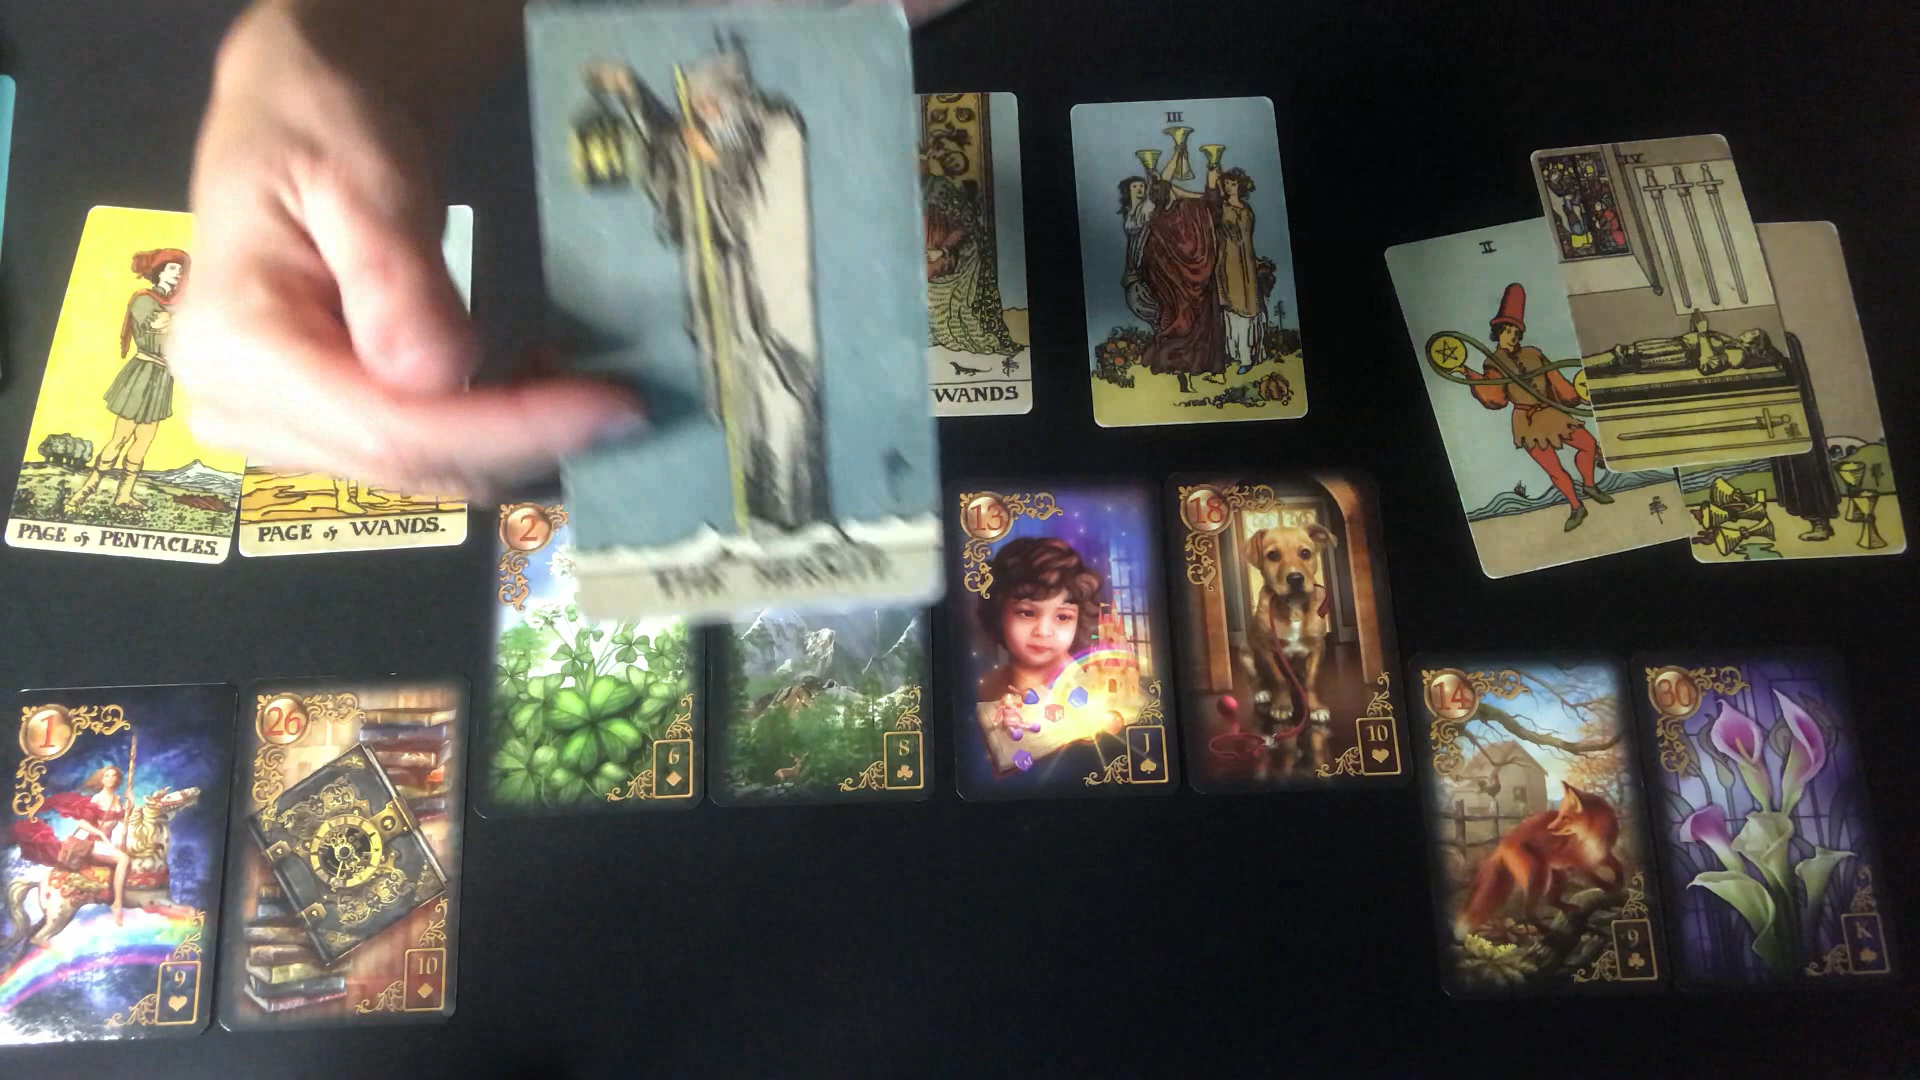 III
IV
II
WANDS
PAGE of PENTACLES.
PAGE of WANDS.
2
13
18
6
8
J
10
1
26
14
30
9
10
9
K